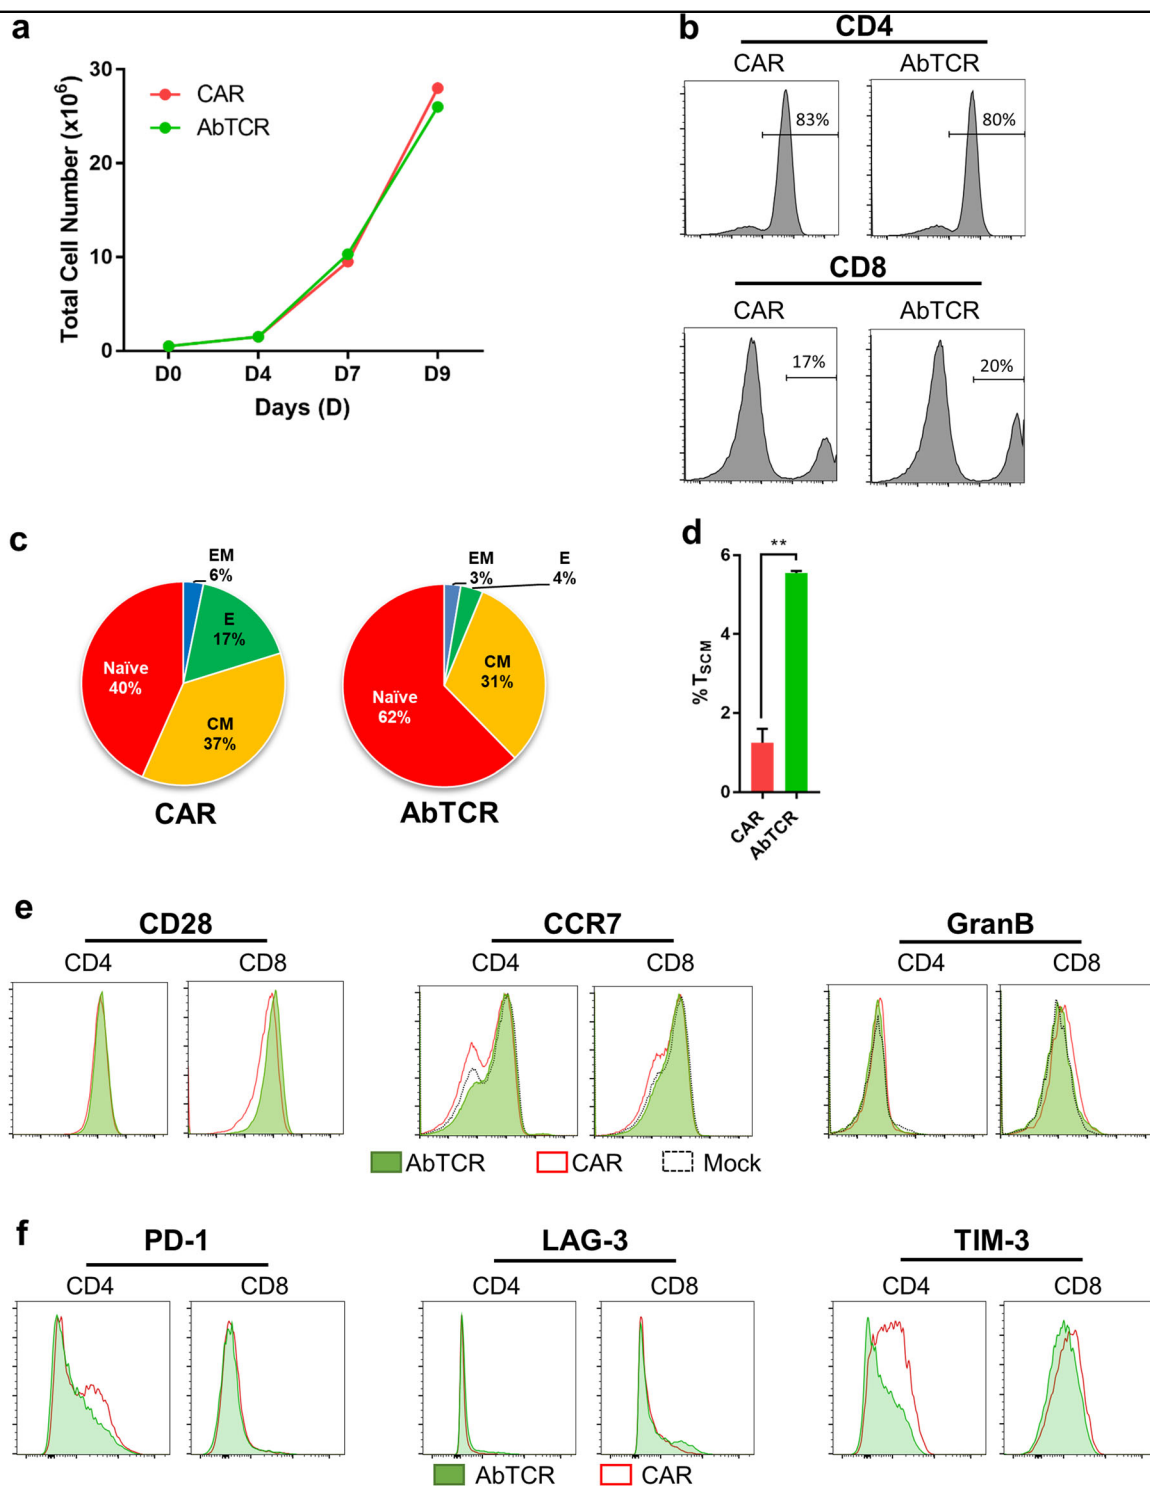 a
Total Cell Number (x10⁶)
30
20
10
0
CAR
AbTCR
D0 D4 D7 D9
Days (D)
b
CD4
CAR AbTCR
83% 80%
CD8
CAR AbTCR
17% 20%
c
EM
6%
E
17%
CM
37%
Naïve
40%
CAR
EM
3%
E
4%
CM
31%
Naïve
62%
AbTCR
d
% TSCM
6
4
2
0
**
CAR
AbTCR
e
CD28 CCR7 GranB
CD4 CD8 CD4 CD8 CD4 CD8
AbTCR CAR Mock
f
PD-1 LAG-3 TIM-3
CD4 CD8 CD4 CD8 CD4 CD8
AbTCR CAR